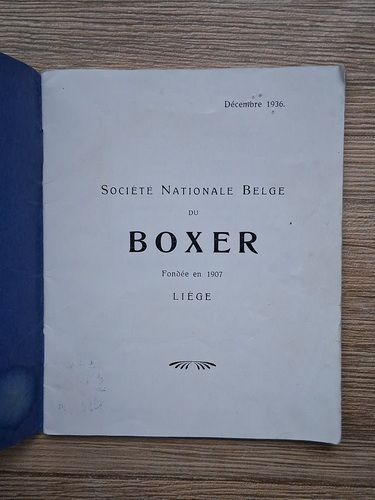 Décembre 1936.
SOCIÉTÉ NATIONALE BELGE
DU
BOXER
Fondée en 1907
LIÈGE